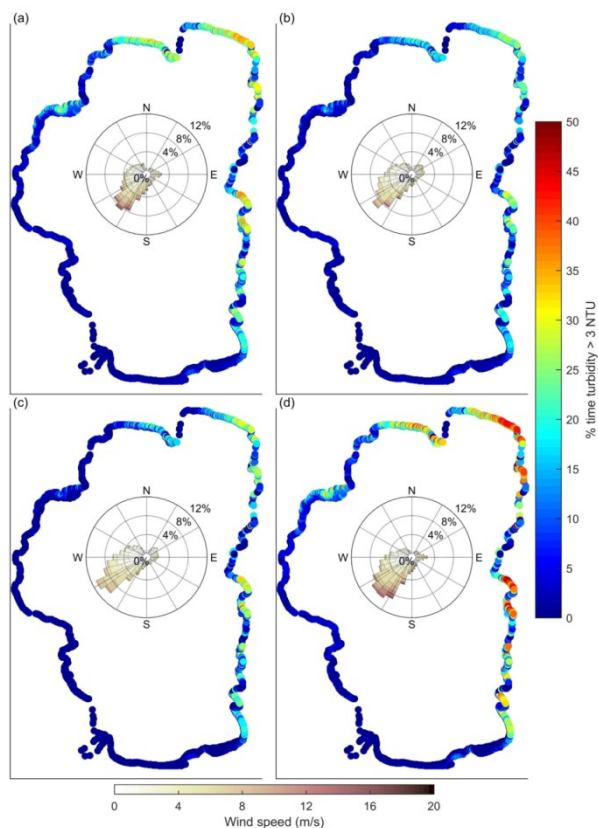 (a)
N
12%
8%
4%
0%
W
E
S
(b)
N
12%
8%
4%
0%
W
E
S
50
45
40
35
30
25
20
15
10
5
0
% time turbidity > 3 NTU
(c)
N
12%
8%
4%
0%
W
E
S
(d)
N
12%
8%
4%
0%
W
E
S
0 4 8 12 16 20
Wind speed (m/s)